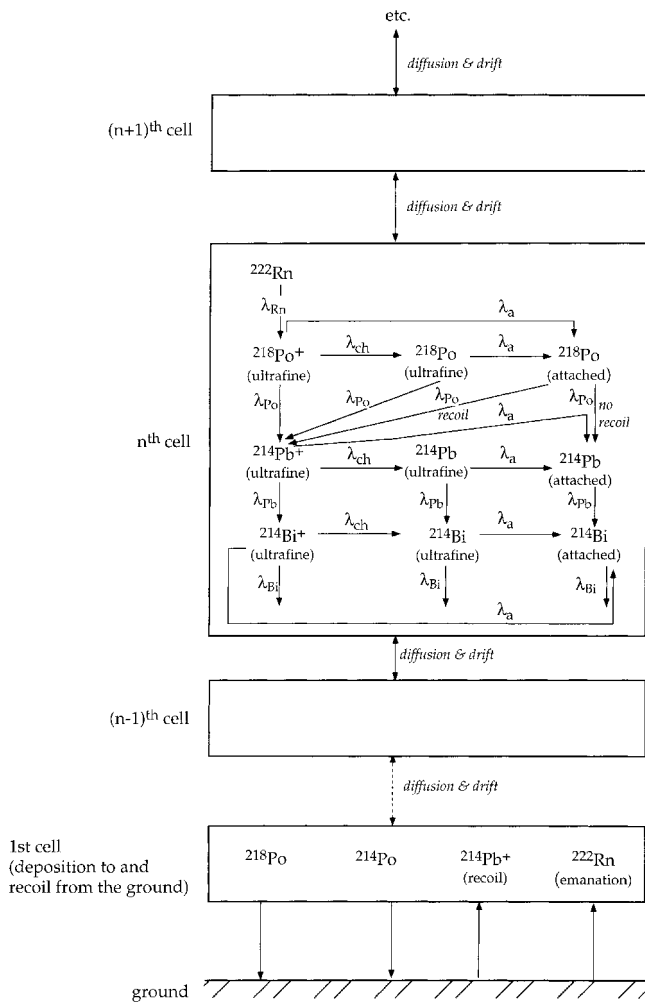 etc.
diffusion & drift
(n+1)th cell
diffusion & drift
222Rn
λRn
λa
218Po+
(ultrafine)
λch
218Po
(ultrafine)
λa
218Po
(attached)
λPo
λPo
λPo
recoil
λa
λPo
no
recoil
nth cell
214Pb+
(ultrafine)
λch
214Pb
(ultrafine)
λa
214Pb
(attached)
λPb
λPb
λPb
214Bi+
(ultrafine)
λch
214Bi
(ultrafine)
λa
214Bi
(attached)
λBi
λBi
λBi
λa
diffusion & drift
(n-1)th cell
diffusion & drift
1st cell
(deposition to and
recoil from the ground)
218Po
214Po
214Pb+
(recoil)
222Rn
(emanation)
ground